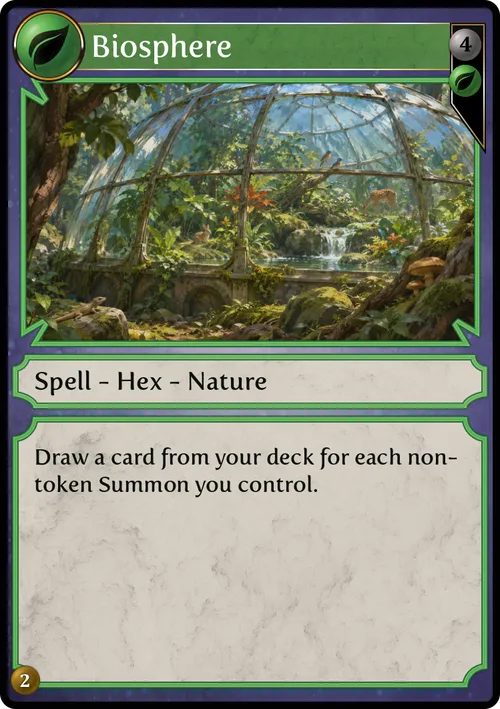 Biosphere
4
Spell - Hex - Nature
Draw a card from your deck for each non-
token Summon you control.
2